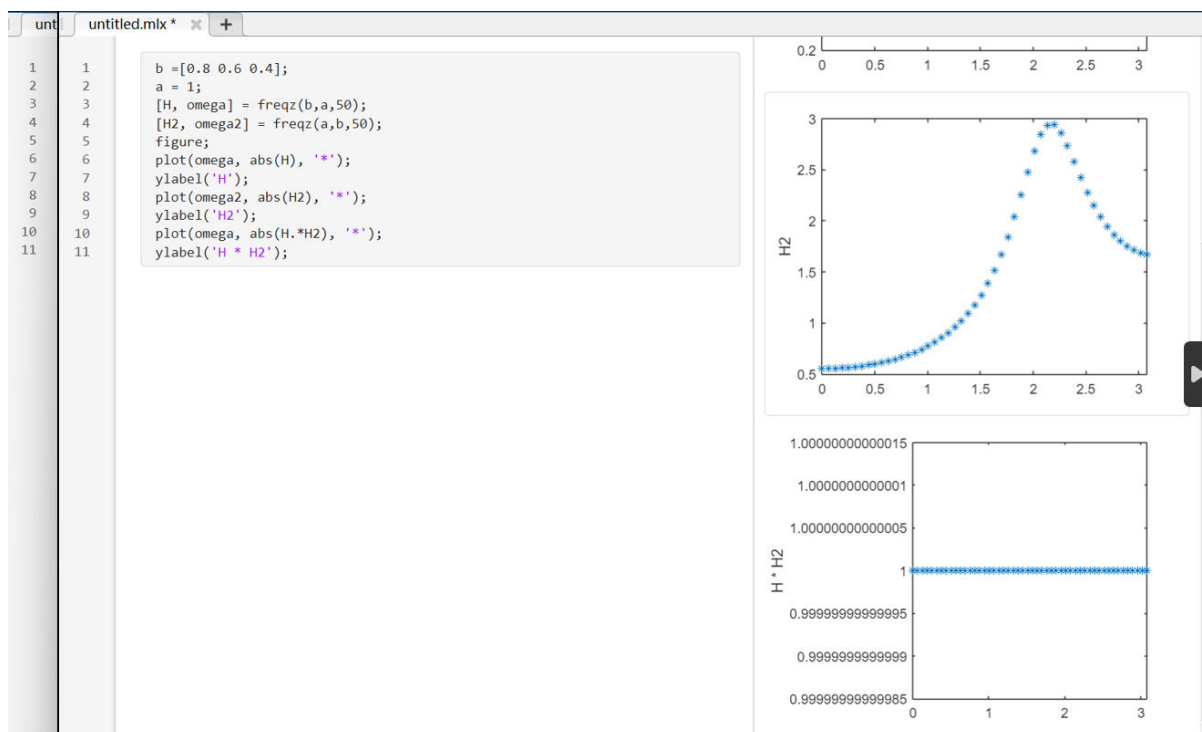 unt
untitled.mlx * × +
1 1 b =[0.8 0.6 0.4];
2 2 a = 1;
3 3 [H, omega] = freqz(b,a,50);
4 4 [H2, omega2] = freqz(a,b,50);
5 5 figure;
6 6 plot(omega, abs(H), '*');
7 7 ylabel('H');
8 8 plot(omega2, abs(H2), '*');
9 9 ylabel('H2');
10 10 plot(omega, abs(H.*H2), '*');
11 11 ylabel('H * H2');
0.2
0 0.5 1 1.5 2 2.5 3
3
2.5
2
1.5
1
0.5
H2
0 0.5 1 1.5 2 2.5 3
1.00000000000015
1.0000000000001
1.00000000000005
1
0.99999999999995
0.9999999999999
0.99999999999985
H * H2
0 1 2 3